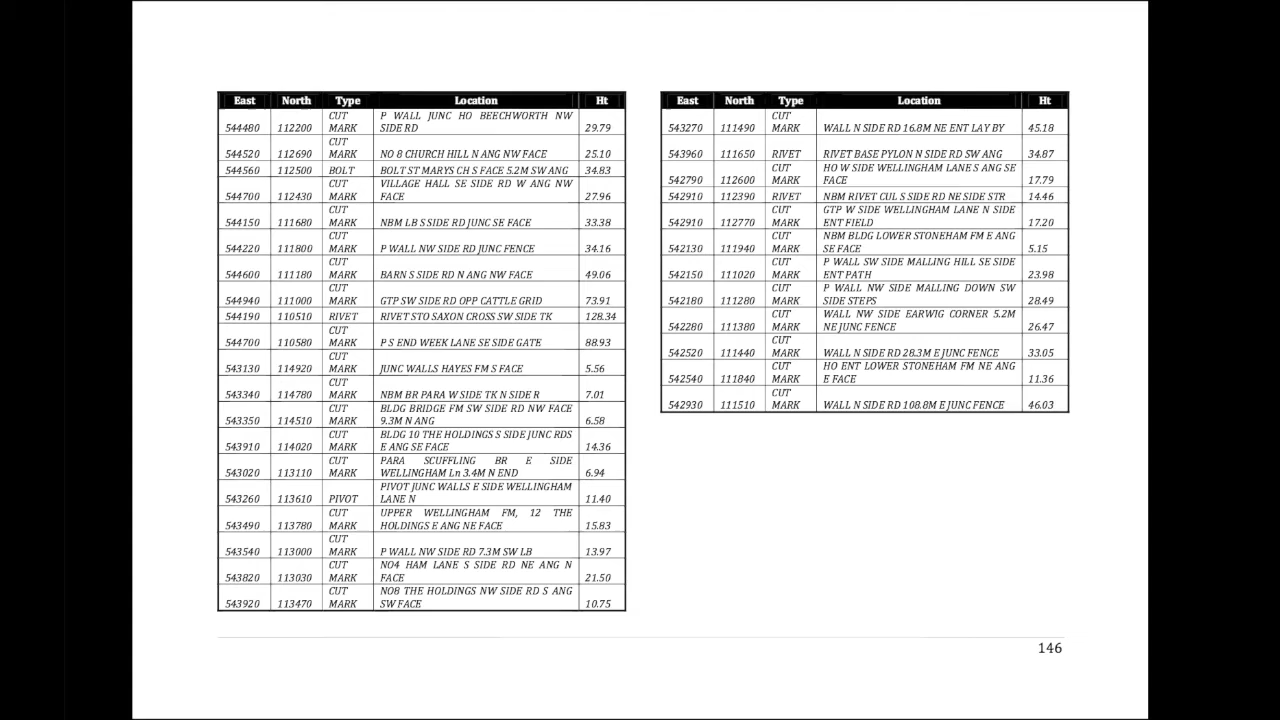 East North Type Location Ht
CUT P WALL JUNC HO BEECHWORTH NW
544480 112200 MARK SIDE RD 29.79
CUT
544520 112690 MARK NO 8 CHURCH HILL N ANG NW FACE 25.10
544560 112500 BOLT BOLT ST MARYS CH S FACE 5.2M SW ANG 34.83
CUT VILLAGE HALL SE SIDE RD W ANG NW
544700 112430 MARK FACE 27.96
CUT
544150 111680 MARK NBM LB S SIDE RD JUNC SE FACE 33.38
CUT
544220 111800 MARK P WALL NW SIDE RD JUNC FENCE 34.16
CUT
544600 111180 MARK BARN S SIDE RD N ANG NW FACE 49.06
CUT
544940 111000 MARK GTP SW SIDE RD OPP CATTLE GRID 73.91
544190 110510 RIVET RIVET STO SAXON CROSS SW SIDE TK 128.34
CUT
544700 110580 MARK P S END WEEK LANE SE SIDE GATE 88.93
CUT
543130 114920 MARK JUNC WALLS HAYES FM S FACE 5.56
CUT
543340 114780 MARK NBM BR PARA W SIDE TK N SIDE R 7.01
CUT BLDG BRIDGE FM SW SIDE RD NW FACE
543350 114510 MARK 9.3M N ANG 6.58
CUT BLDG 10 THE HOLDINGS S SIDE JUNC RDS
543910 114020 MARK E ANG SE FACE 14.36
CUT PARA SCUFFLING BR E SIDE
543020 113110 MARK WELLINGHAM Ln 3.4M N END 6.94
PIVOT JUNC WALLS E SIDE WELLINGHAM
543260 113610 PIVOT LANE N 11.40
CUT UPPER WELLINGHAM FM, 12 THE
543490 113780 MARK HOLDINGS E ANG NE FACE 15.83
CUT
543540 113000 MARK P WALL NW SIDE RD 7.3M SW LB 13.97
CUT NO4 HAM LANE S SIDE RD NE ANG N
543820 113030 MARK FACE 21.50
CUT NO8 THE HOLDINGS NW SIDE RD S ANG
543920 113470 MARK SW FACE 10.75
East North Type Location Ht
CUT
543270 111490 MARK WALL N SIDE RD 16.8M NE ENT LAY BY 45.18
543960 111650 RIVET RIVET BASE PYLON N SIDE RD SW ANG 34.87
CUT HO W SIDE WELLINGHAM LANE S ANG SE
542790 112600 MARK FACE 17.79
542910 112390 RIVET NBM RIVET CUL S SIDE RD NE SIDE STR 14.46
CUT GTP W SIDE WELLINGHAM LANE N SIDE
542910 112770 MARK ENT FIELD 17.20
CUT NBM BLDG LOWER STONEHAM FM E ANG
542130 111940 MARK SE FACE 5.15
CUT P WALL SW SIDE MALLING HILL SE SIDE
542150 111020 MARK ENT PATH 23.98
CUT P WALL NW SIDE MALLING DOWN SW
542180 111280 MARK SIDE STEPS 28.49
CUT WALL NW SIDE EARWIG CORNER 5.2M
542280 111380 MARK NE JUNC FENCE 26.47
CUT
542520 111440 MARK WALL N SIDE RD 28.3M E JUNC FENCE 33.05
CUT HO ENT LOWER STONEHAM FM NE ANG
542540 111840 MARK E FACE 11.36
CUT
542930 111510 MARK WALL N SIDE RD 108.8M E JUNC FENCE 46.03
146